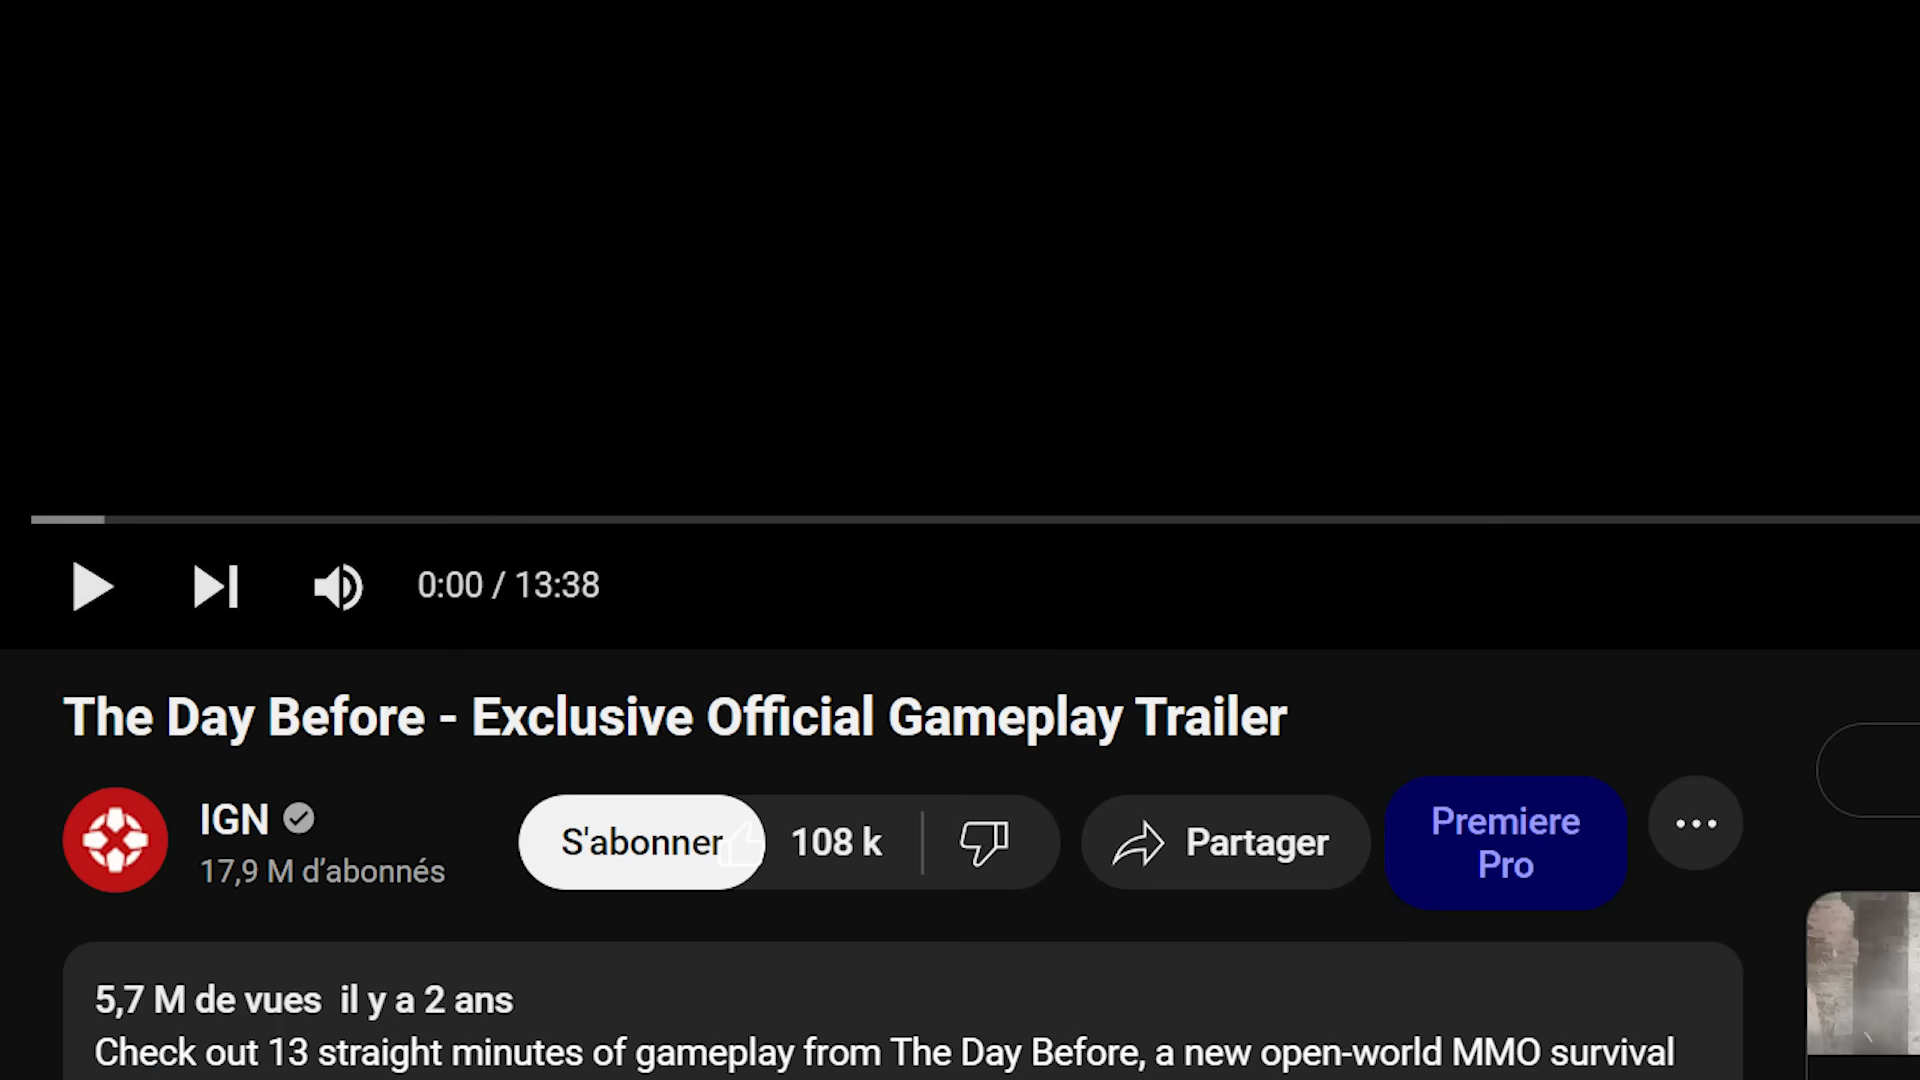 0:00 / 13:38
The Day Before - Exclusive Official Gameplay Trailer
IGN
17,9 M d’abonnés
S'abonner
108 k
Partager
Premiere
Pro
5,7 M de vues il y a 2 ans
Check out 13 straight minutes of gameplay from The Day Before, a new open-world MMO survival